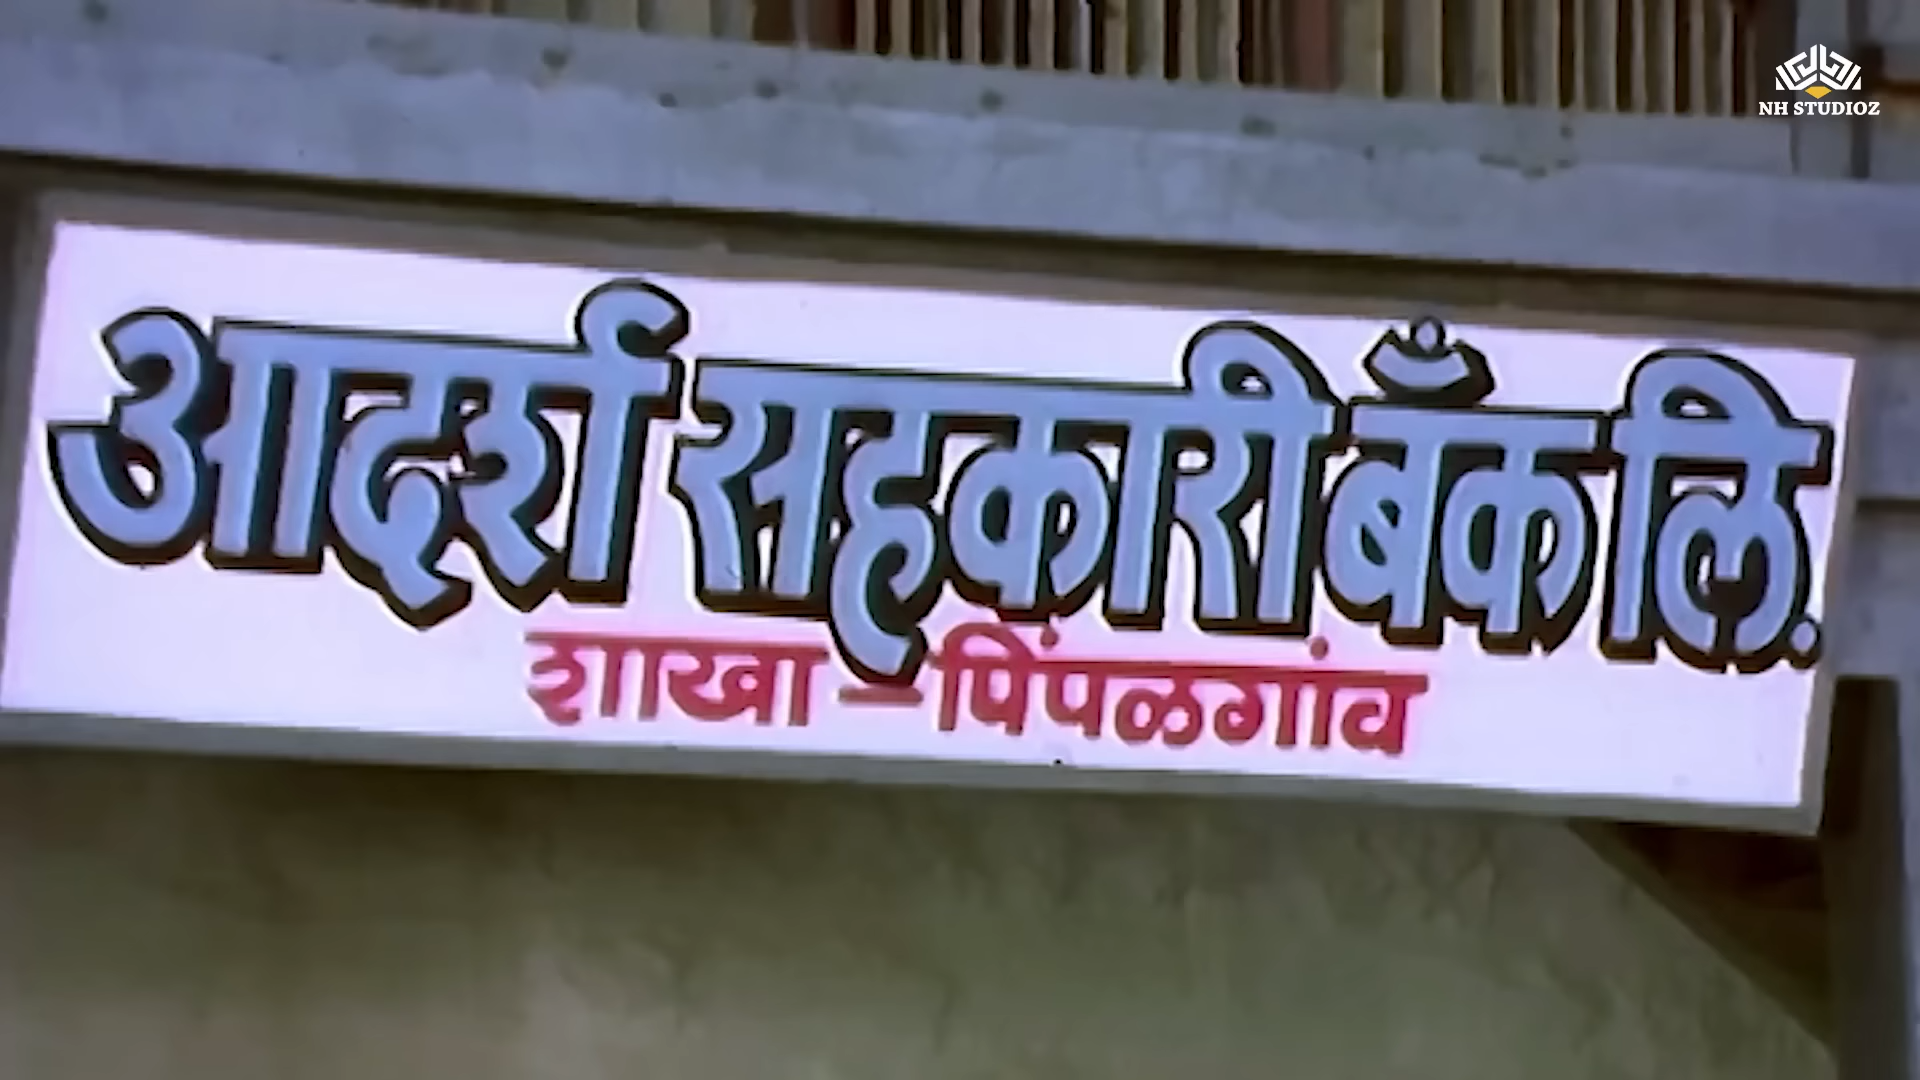 NH STUDIOZ
आदर्श सहकारी बँक लि.
शाखा - पिंपळगांव